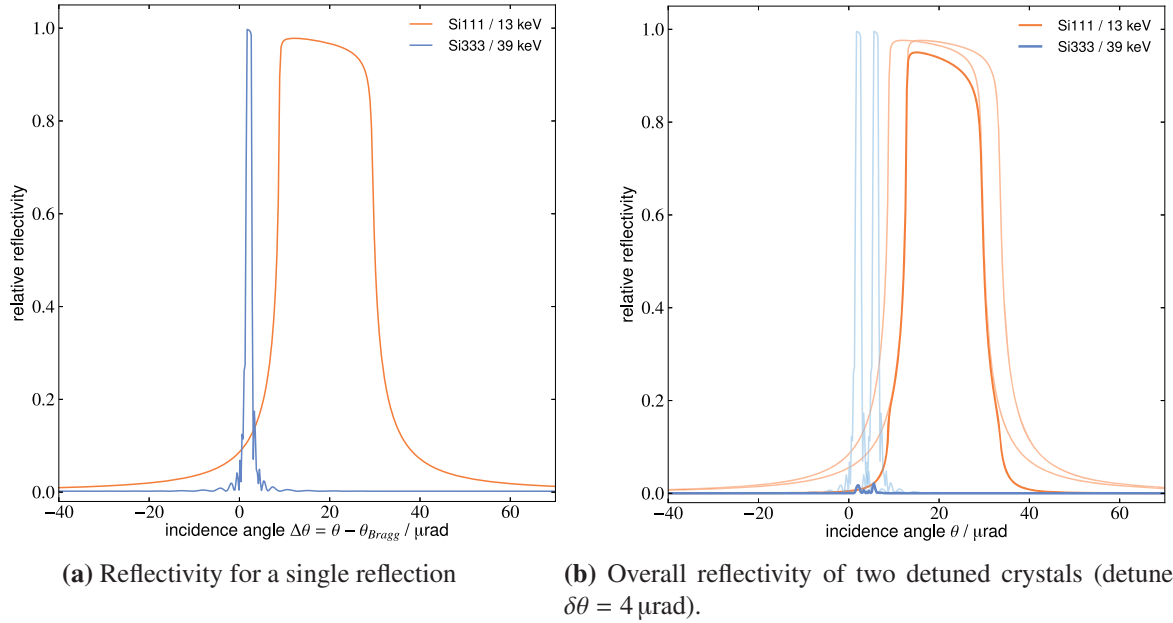 Si111 / 13 keV
Si333 / 39 keV
1.0
0.8
0.6
0.4
0.2
0.0
relative reflectivity
−40
−20
0
20
40
60
incidence angle Δθ = θ − θBragg / μrad
(a) Reflectivity for a single reflection
Si111 / 13 keV
Si333 / 39 keV
1.0
0.8
0.6
0.4
0.2
0.0
relative reflectivity
−40
−20
0
20
40
60
incidence angle θ / μrad
(b) Overall reflectivity of two detuned crystals (detune
δθ = 4 μrad).